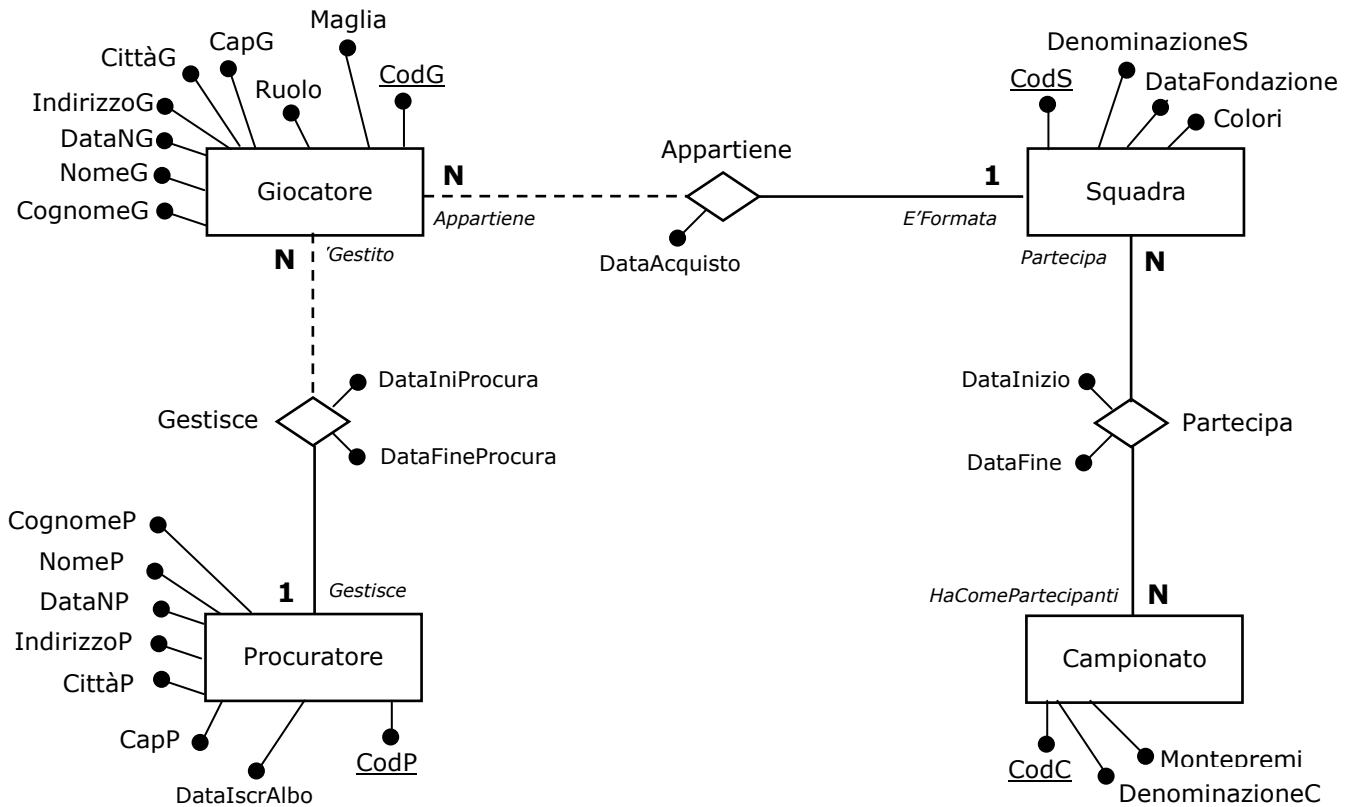 Maglia
CapG
CittàG
CodG
Ruolo
IndirizzoG
DataNG
NomeG
CognomeG
Giocatore
N
Appartiene
Appartiene
DataAcquisto
1
E'Formata
DenominazioneS
CodS
DataFondazione
Colori
Squadra
N
'Gestito
Partecipa
N
DataIniProcura
Gestisce
DataFineProcura
DataInizio
Partecipa
DataFine
CognomeP
NomeP
DataNP
IndirizzoP
CittàP
CapP
1
Gestisce
Procuratore
CodP
DataIscrAlbo
HaComePartecipanti
N
Campionato
CodC
Montepremi
DenominazioneC